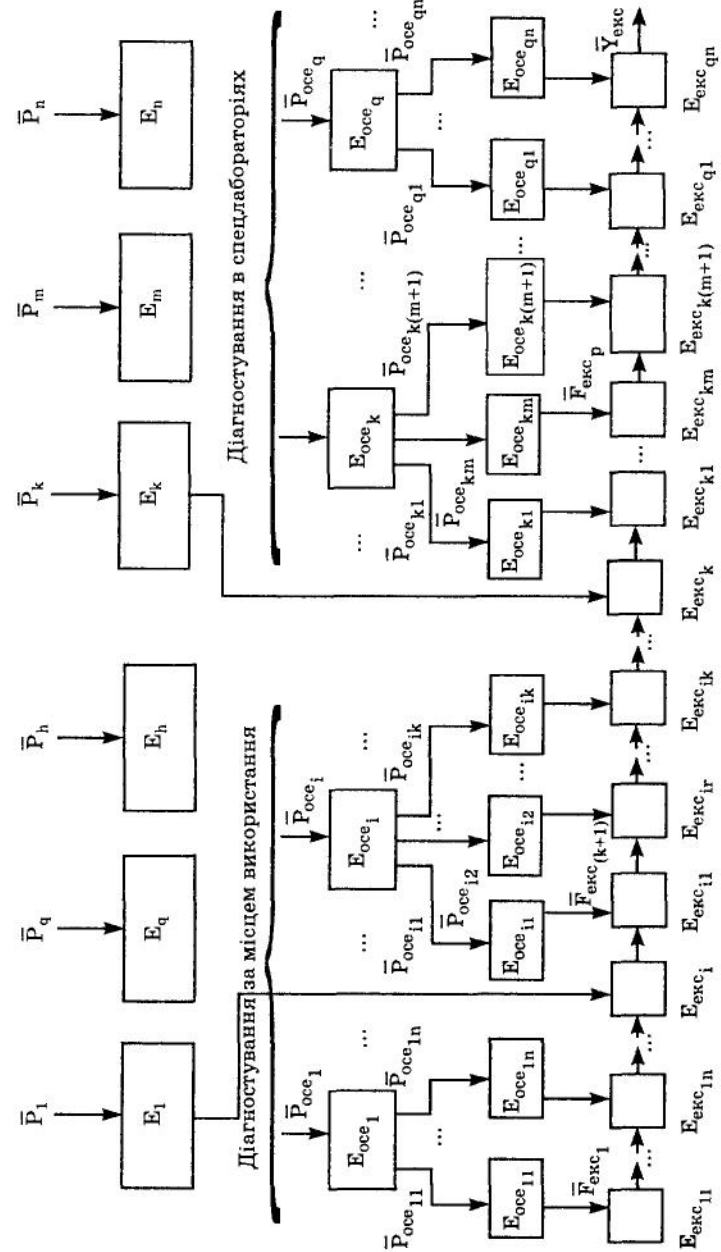 P̅₁ P̅q P̅h P̅k P̅m P̅n
E₁ Eq Eh Ek Em En
Діагностування за місцем використання Діагностування в спецлабораторіях
P̅осе₁ ... P̅осеi ... P̅осеq
Eосе₁ Eосеi Eосеk Eосеq
P̅осе₁₁ ... P̅осе₁n ... P̅осеi1 P̅осеi2 ... P̅осеik ... P̅осеk1 P̅осеkm P̅осеk(m+1) P̅осеq1 ... P̅осеqn ...
Eосе₁₁ Eосе₁n Eосеi1 Eосеi2 ... Eосеik Eосеk1 Eосеkm Eосеk(m+1) ... Eосеq1 Eосеqn
F̅екс₁ F̅екс(k+1) F̅ексp Y̅екс
... ... ... ... ... ... ...
Eекс₁₁ Eекс₁n Eексi Eексi1 Eексir Eексik Eексk Eексk1 Eексkm Eексk(m+1) Eексq1 Eексqn